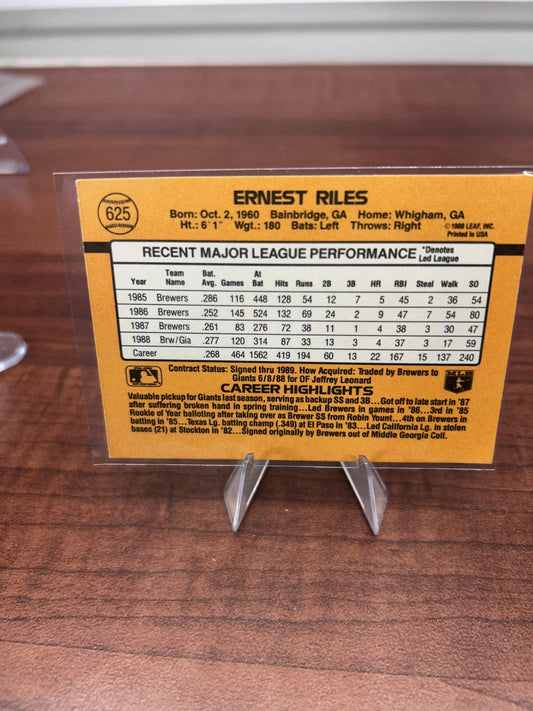 625
ERNEST RILES
Born: Oct. 2, 1960 Bainbridge, GA Home: Whigham, GA
Ht.: 6' 1" Wgt.: 180 Bats: Left Throws: Right
© 1988 LEAF, INC.
Printed in USA
RECENT MAJOR LEAGUE PERFORMANCE *Denotes Led League
Year Team Name Bat. Avg. Games At Bat Hits Runs 2B 3B HR RBI Steal Walk SO
1985 Brewers .286 116 448 128 54 12 7 5 45 2 36 54
1986 Brewers .252 145 524 132 69 24 2 9 47 7 54 80
1987 Brewers .261 83 276 72 38 11 1 4 38 3 30 47
1988 Brw/Gia .277 120 314 87 33 13 3 4 37 3 17 59
Career .268 464 1562 419 194 60 13 22 167 15 137 240
Contract Status: Signed thru 1989. How Acquired: Traded by Brewers to
Giants 6/8/88 for OF Jeffrey Leonard
CAREER HIGHLIGHTS
Valuable pickup for Giants last season, serving as backup SS and 3B...Got off to late start in '87
after suffering broken hand in spring training...Led Brewers in games in '86...3rd in '85
Rookie of Year balloting after taking over as Brewer SS from Robin Yount...4th on Brewers in
batting in '85...Texas Lg. batting champ (.349) at El Paso in '83...Led California Lg. in stolen
bases (21) at Stockton in '82...Signed originally by Brewers out of Middle Georgia Coll.